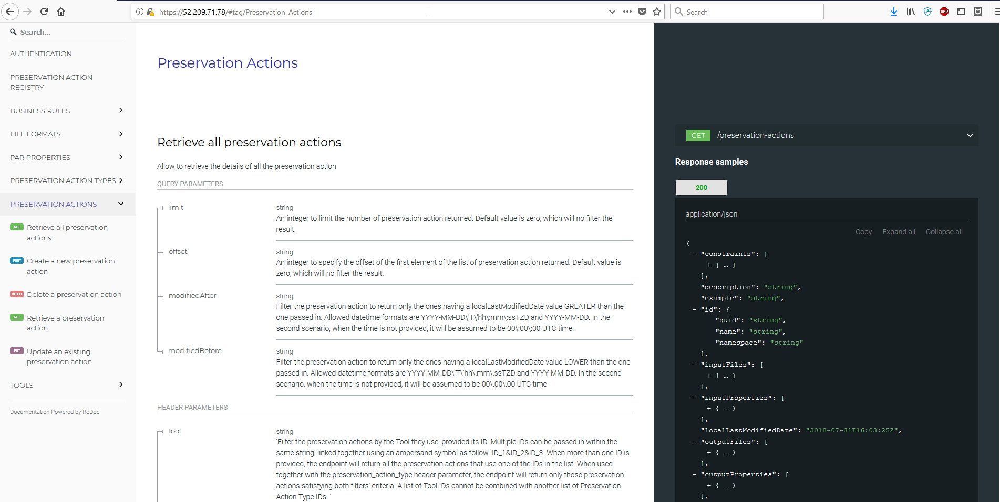 https://52.209.71.78/#tag/Preservation-Actions
Search
ABP
Search...
AUTHENTICATION
PRESERVATION ACTION
REGISTRY
BUSINESS RULES
FILE FORMATS
PAR PROPERTIES
PRESERVATION ACTION TYPES
PRESERVATION ACTIONS
GET Retrieve all preservation
actions
POST Create a new preservation
action
DELETE Delete a preservation action
GET Retrieve a preservation
action
PUT Update an existing
preservation action
TOOLS
Documentation Powered by ReDoc
Preservation Actions
Retrieve all preservation actions
Allow to retrieve the details of all the preservation action
QUERY PARAMETERS
limit
string
An integer to limit the number of preservation action returned. Default value is zero, which will no filter the
result.
offset
string
An integer to specify the offset of the first element of the list of preservation action returned. Default value is
zero, which will no filter the result.
modifiedAfter
string
Filter the preservation action to return only the ones having a localLastModifiedDate value GREATER than the
one passed in. Allowed datetime formats are YYYY-MM-DD\'T\'hh\:mm\:ssTZD and YYYY-MM-DD. In the
second scenario, when the time is not provided, it will be assumed to be 00\:00\:00 UTC time.
modifiedBefore
string
Filter the preservation action to return only the ones having a localLastModifiedDate value LOWER than the one
passed in. Allowed datetime formats are YYYY-MM-DD\'T\'hh\:mm\:ssTZD and YYYY-MM-DD. In the second
scenario, when the time is not provided, it will be assumed to be 00\:00\:00 UTC time
HEADER PARAMETERS
tool
string
'Filter the preservation actions by the Tool they use, provided its ID. Multiple IDs can be passed in within the
same string, linked together using an ampersand symbol as follow: ID_1&ID_2&ID_3. When more than one ID is
provided, the endpoint will return all the preservation actions that use one of the IDs in the list. When used
together with the preservation_action_type header parameter, the endpoint will return only those preservation
actions satisfying both filters' criteria. A list of Tool IDs cannot be combined with another list of Preservation
Action Type IDs. '
GET /preservation-actions
Response samples
200
application/json
Copy Expand all Collapse all
{
- "constraints": [
+ { … }
],
"description": "string",
"example": "string",
- "id": {
"guid": "string",
"name": "string",
"namespace": "string"
},
- "inputFiles": [
+ { … }
],
- "inputProperties": [
+ { … }
],
"localLastModifiedDate": "2018-07-31T16:03:25Z",
- "outputFiles": [
+ { … }
],
- "outputProperties": [
+ { … }
],